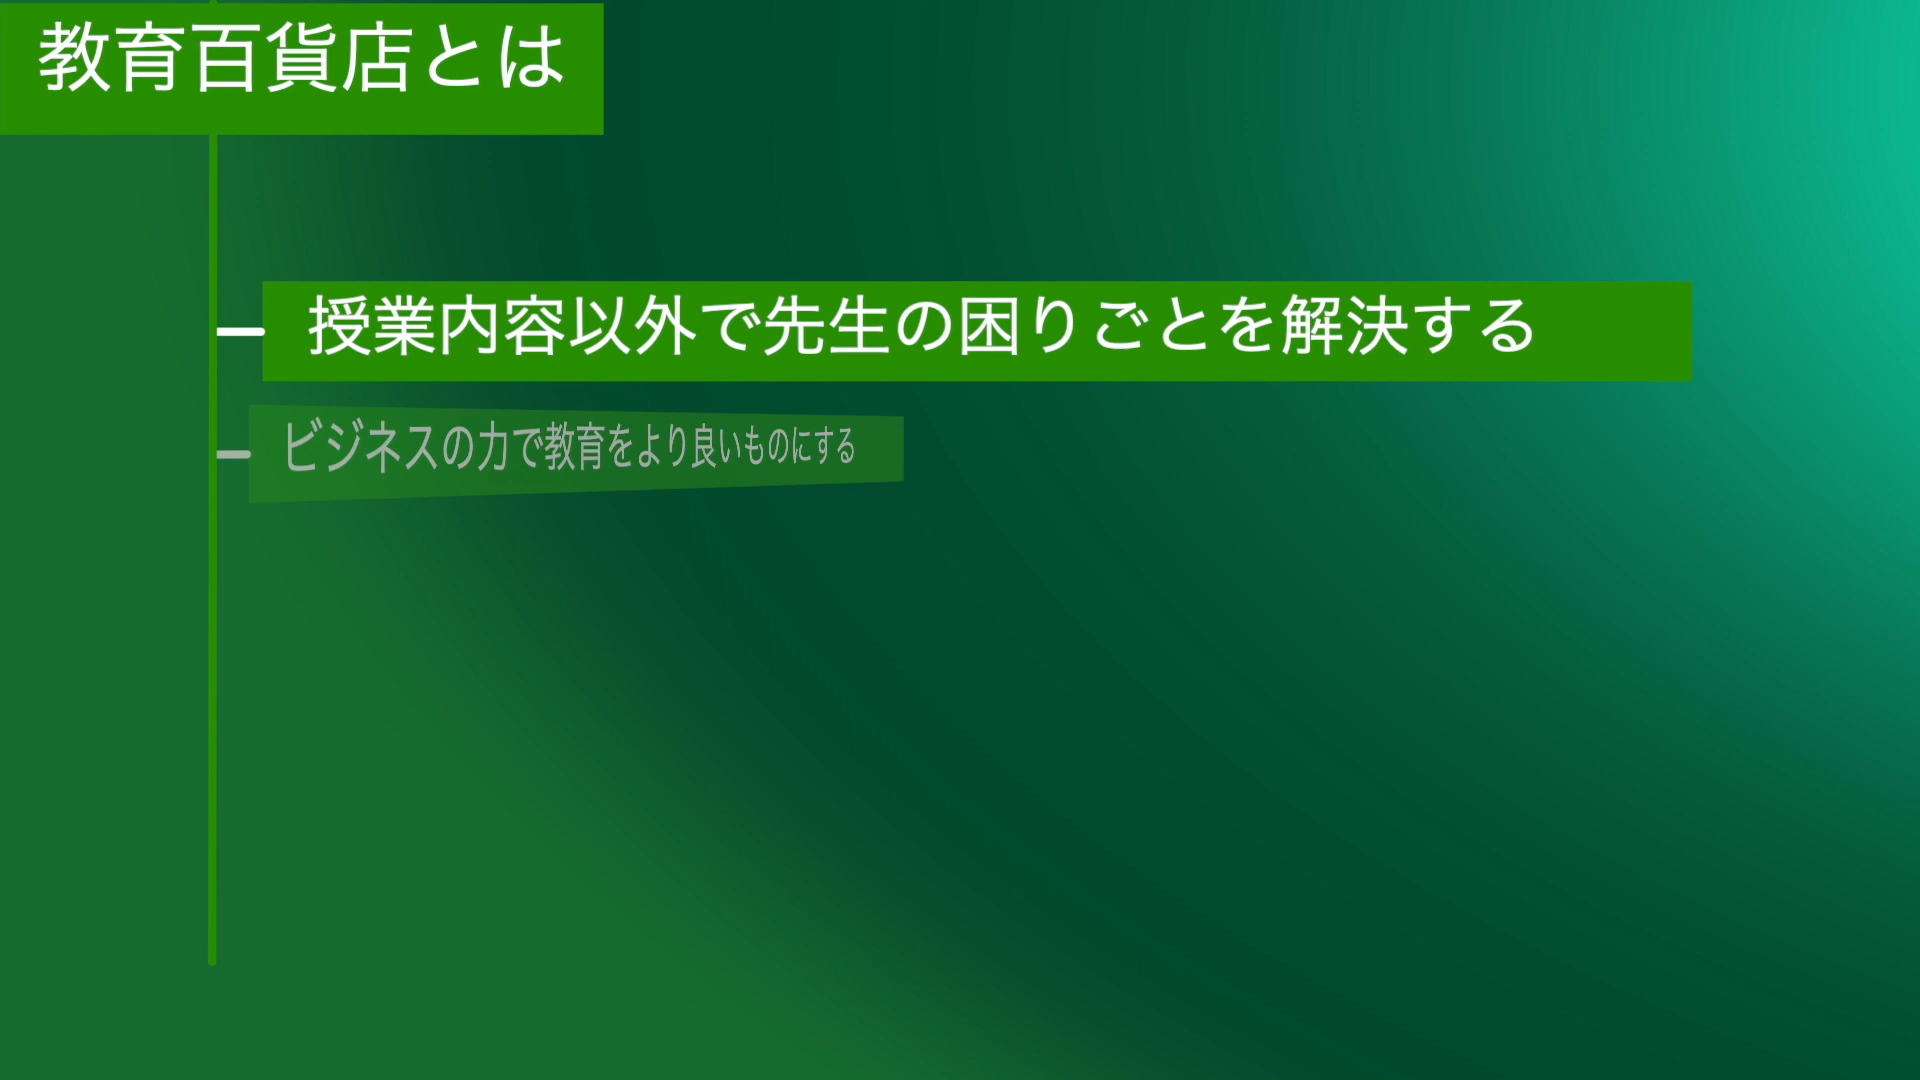 教育百貨店とは
授業内容以外で先生の困りごとを解決する
ビジネスの力で教育をより良いものにする